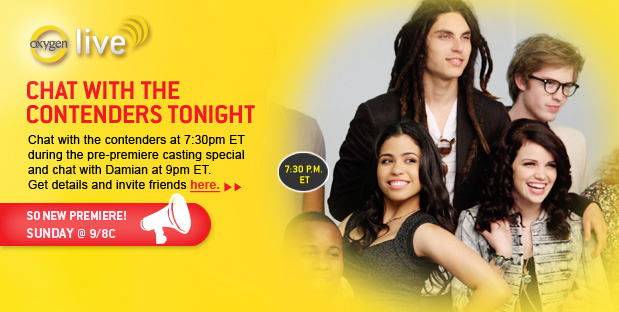 oxygen live
CHAT WITH THE
CONTENDERS TONIGHT
Chat with the contenders at 7:30pm ET
during the pre-premiere casting special
and chat with Damian at 9pm ET.
Get details and invite friends here.
7:30 P.M.
ET
SO NEW PREMIERE!
SUNDAY @ 9/8C